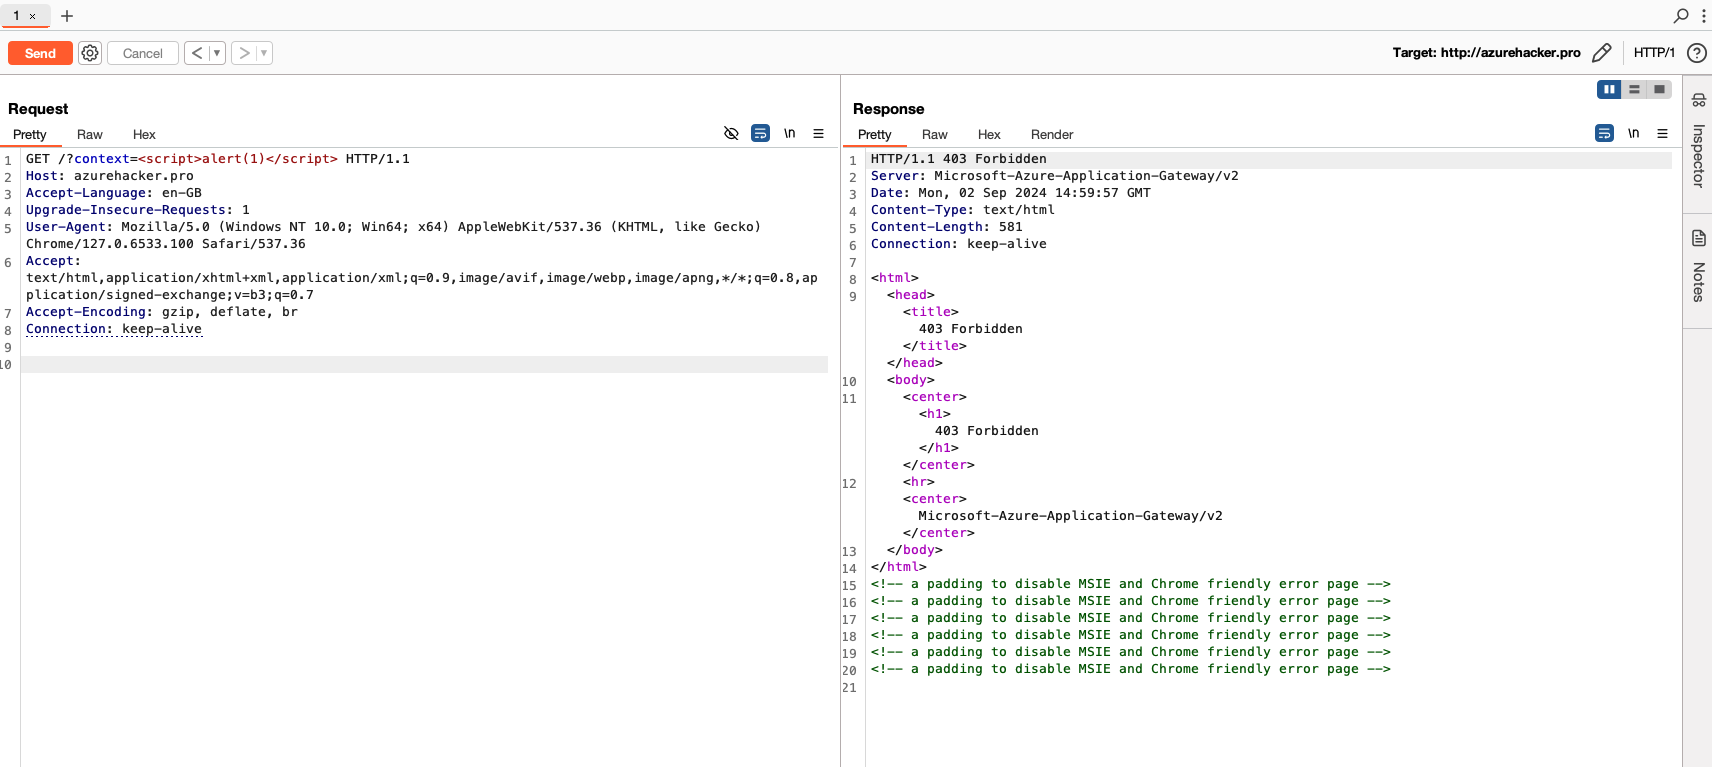 1 ×
Send
Cancel
< ▾
> ▾
Target: http://azurehacker.pro
HTTP/1
Request
Pretty Raw Hex
\n
1 GET /?context=<script>alert(1)</script> HTTP/1.1
2 Host: azurehacker.pro
3 Accept-Language: en-GB
4 Upgrade-Insecure-Requests: 1
5 User-Agent: Mozilla/5.0 (Windows NT 10.0; Win64; x64) AppleWebKit/537.36 (KHTML, like Gecko)
Chrome/127.0.6533.100 Safari/537.36
6 Accept:
text/html,application/xhtml+xml,application/xml;q=0.9,image/avif,image/webp,image/apng,*/*;q=0.8,ap
plication/signed-exchange;v=b3;q=0.7
7 Accept-Encoding: gzip, deflate, br
8 Connection: keep-alive
9
10
Response
Pretty Raw Hex Render
\n
1 HTTP/1.1 403 Forbidden
2 Server: Microsoft-Azure-Application-Gateway/v2
3 Date: Mon, 02 Sep 2024 14:59:57 GMT
4 Content-Type: text/html
5 Content-Length: 581
6 Connection: keep-alive
7
8 <html>
9 <head>
<title>
403 Forbidden
</title>
</head>
10 <body>
11 <center>
<h1>
403 Forbidden
</h1>
</center>
12 <hr>
<center>
Microsoft-Azure-Application-Gateway/v2
</center>
13 </body>
14 </html>
15 <!-- a padding to disable MSIE and Chrome friendly error page -->
16 <!-- a padding to disable MSIE and Chrome friendly error page -->
17 <!-- a padding to disable MSIE and Chrome friendly error page -->
18 <!-- a padding to disable MSIE and Chrome friendly error page -->
19 <!-- a padding to disable MSIE and Chrome friendly error page -->
20 <!-- a padding to disable MSIE and Chrome friendly error page -->
21
Inspector
Notes